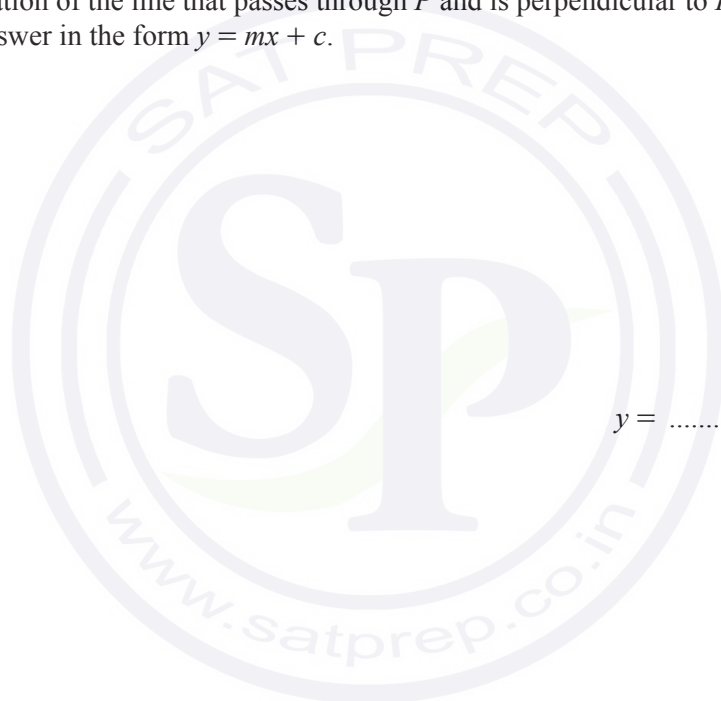 ation of the line that passes through P and is perpendicular to
swer in the form y = mx + c.
SAT PREP
SP
y = .......
www.satprep.co.in